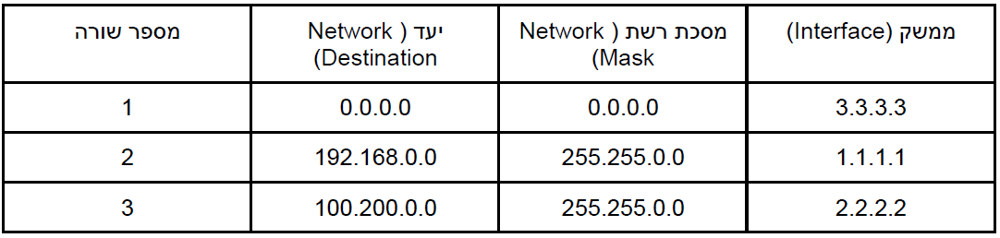 מספר שורה
יעד ( Network
Destination)
מסכת רשת ( Network
Mask)
ממשק (Interface)
1
0.0.0.0
0.0.0.0
3.3.3.3
2
192.168.0.0
255.255.0.0
1.1.1.1
3
100.200.0.0
255.255.0.0
2.2.2.2